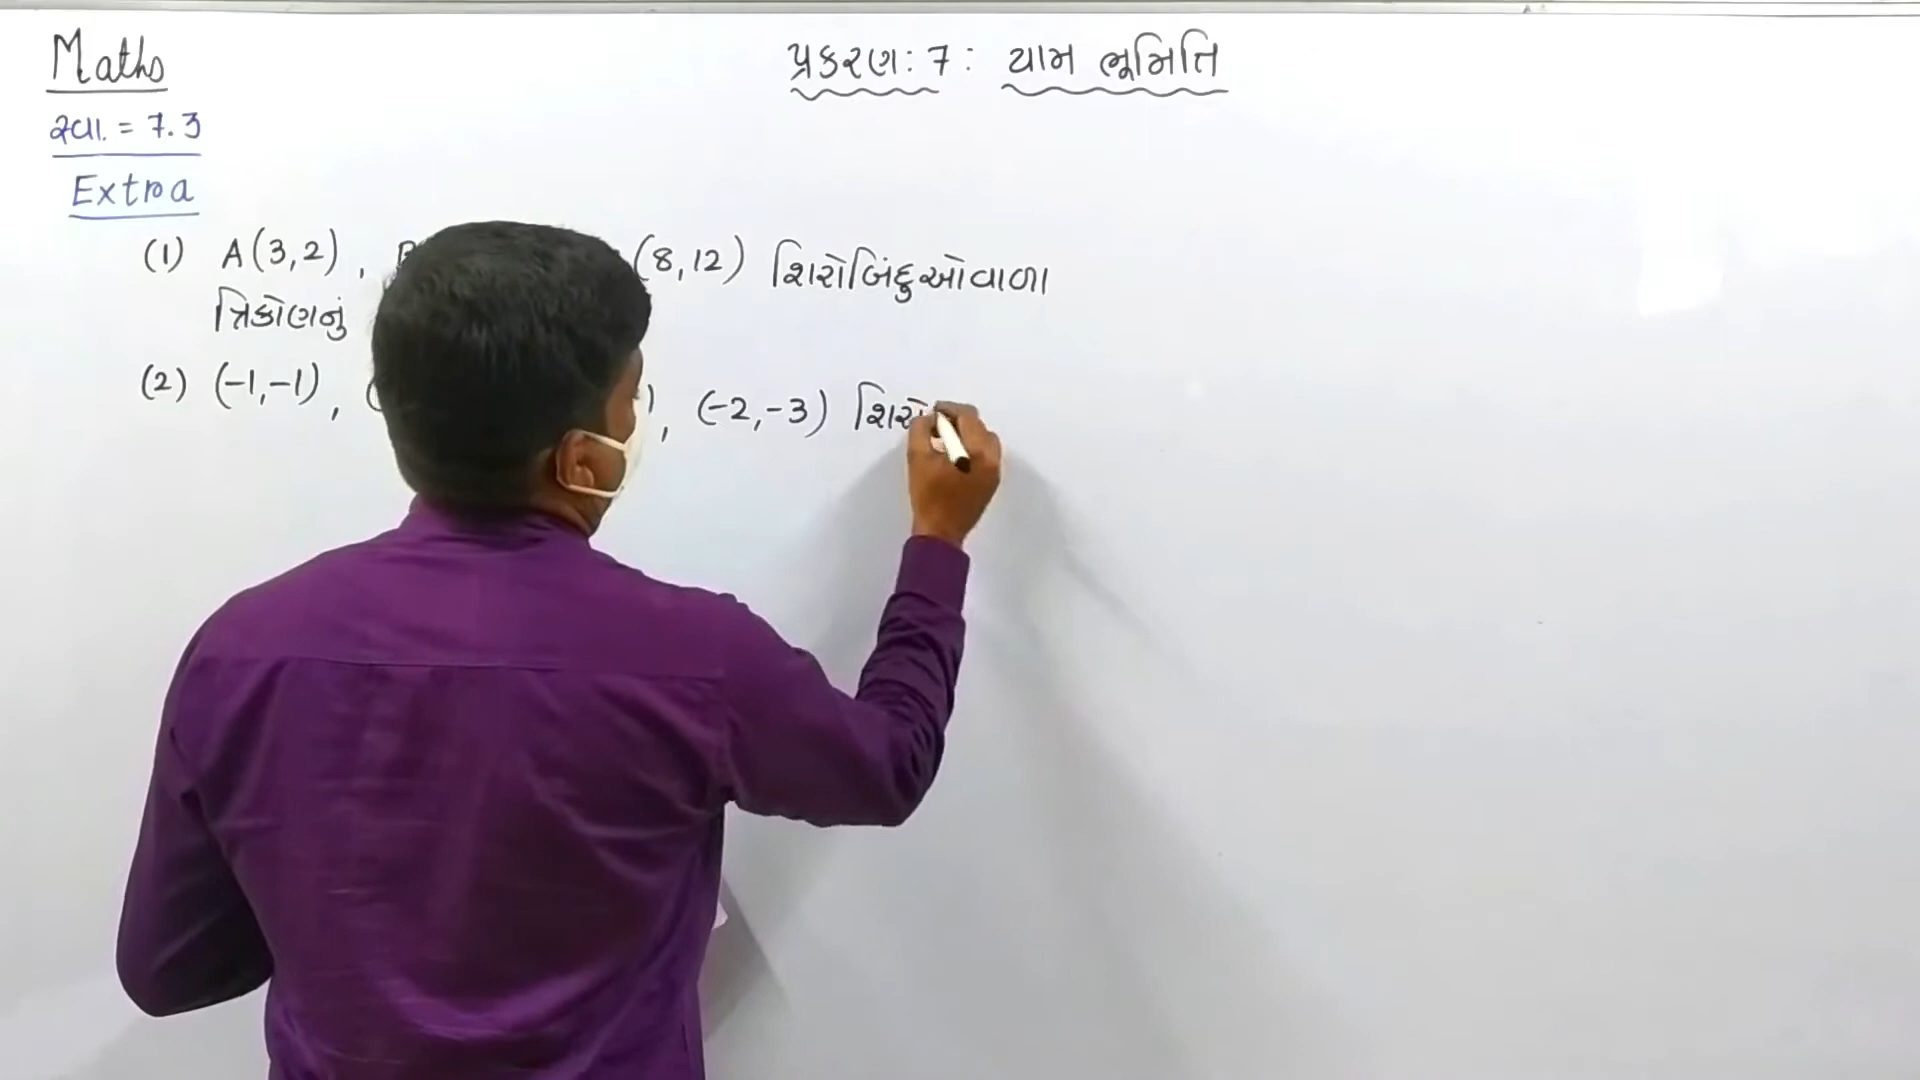 Maths
પ્રકરણ : 7 : યામ ભૂમિતિ
સ્વા. = 7.3
Extra
(1) A(3,2), (8,12) શિરોબિંદુઓવાળા
ત્રિકોણનું
(2) (-1,-1), , (-2,-3)